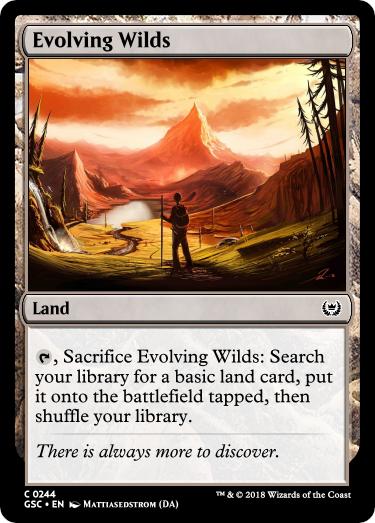 Evolving Wilds
Land
, Sacrifice Evolving Wilds: Search
your library for a basic land card, put
it onto the battlefield tapped, then
shuffle your library.
There is always more to discover.
C 0244
GSC • EN MATTIASEDSTROM (DA)
™ & © 2018 Wizards of the Coast